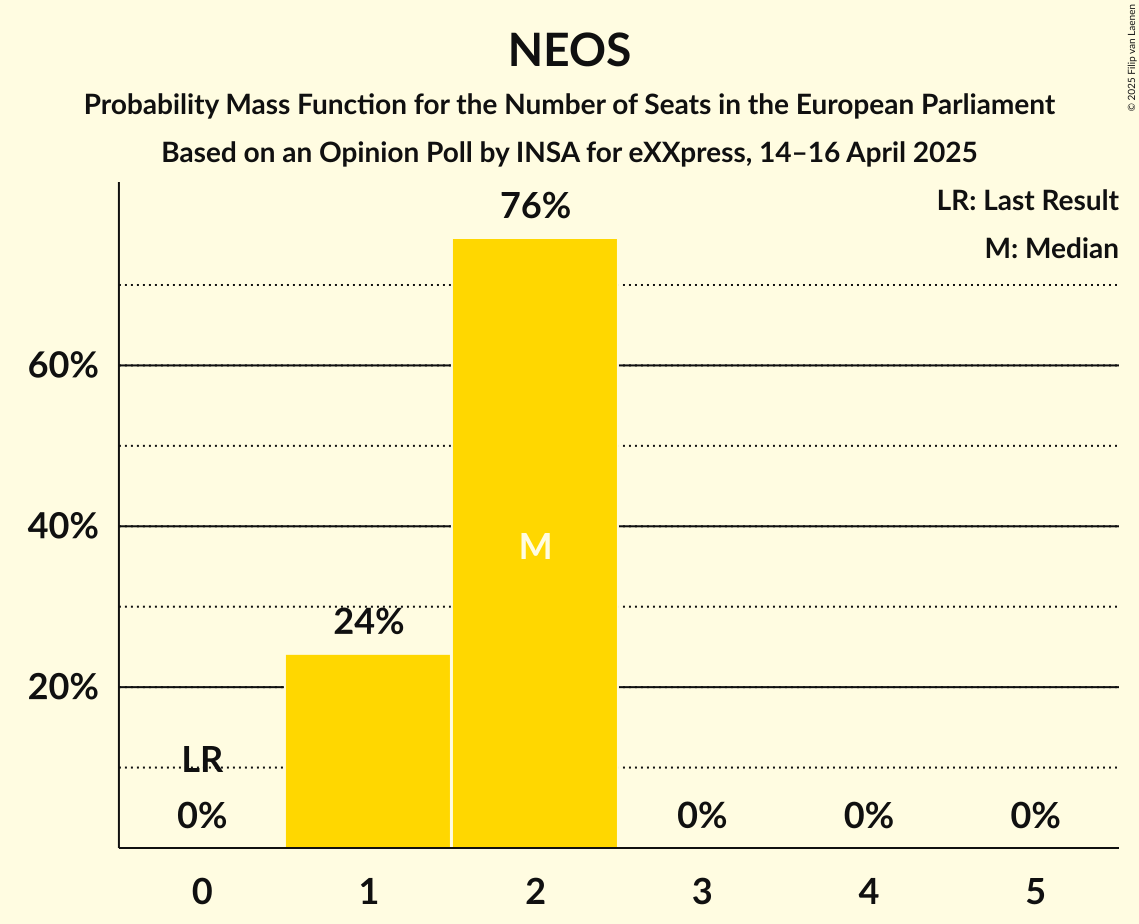 NEOS
Probability Mass Function for the Number of Seats in the European Parliament
Based on an Opinion Poll by INSA for eXXpress, 14–16 April 2025
© 2025 Filip van Laenen
LR: Last Result
M: Median
76%
60%
40%
M
24%
20%
LR
0%
0%
0%
0%
0
1
2
3
4
5